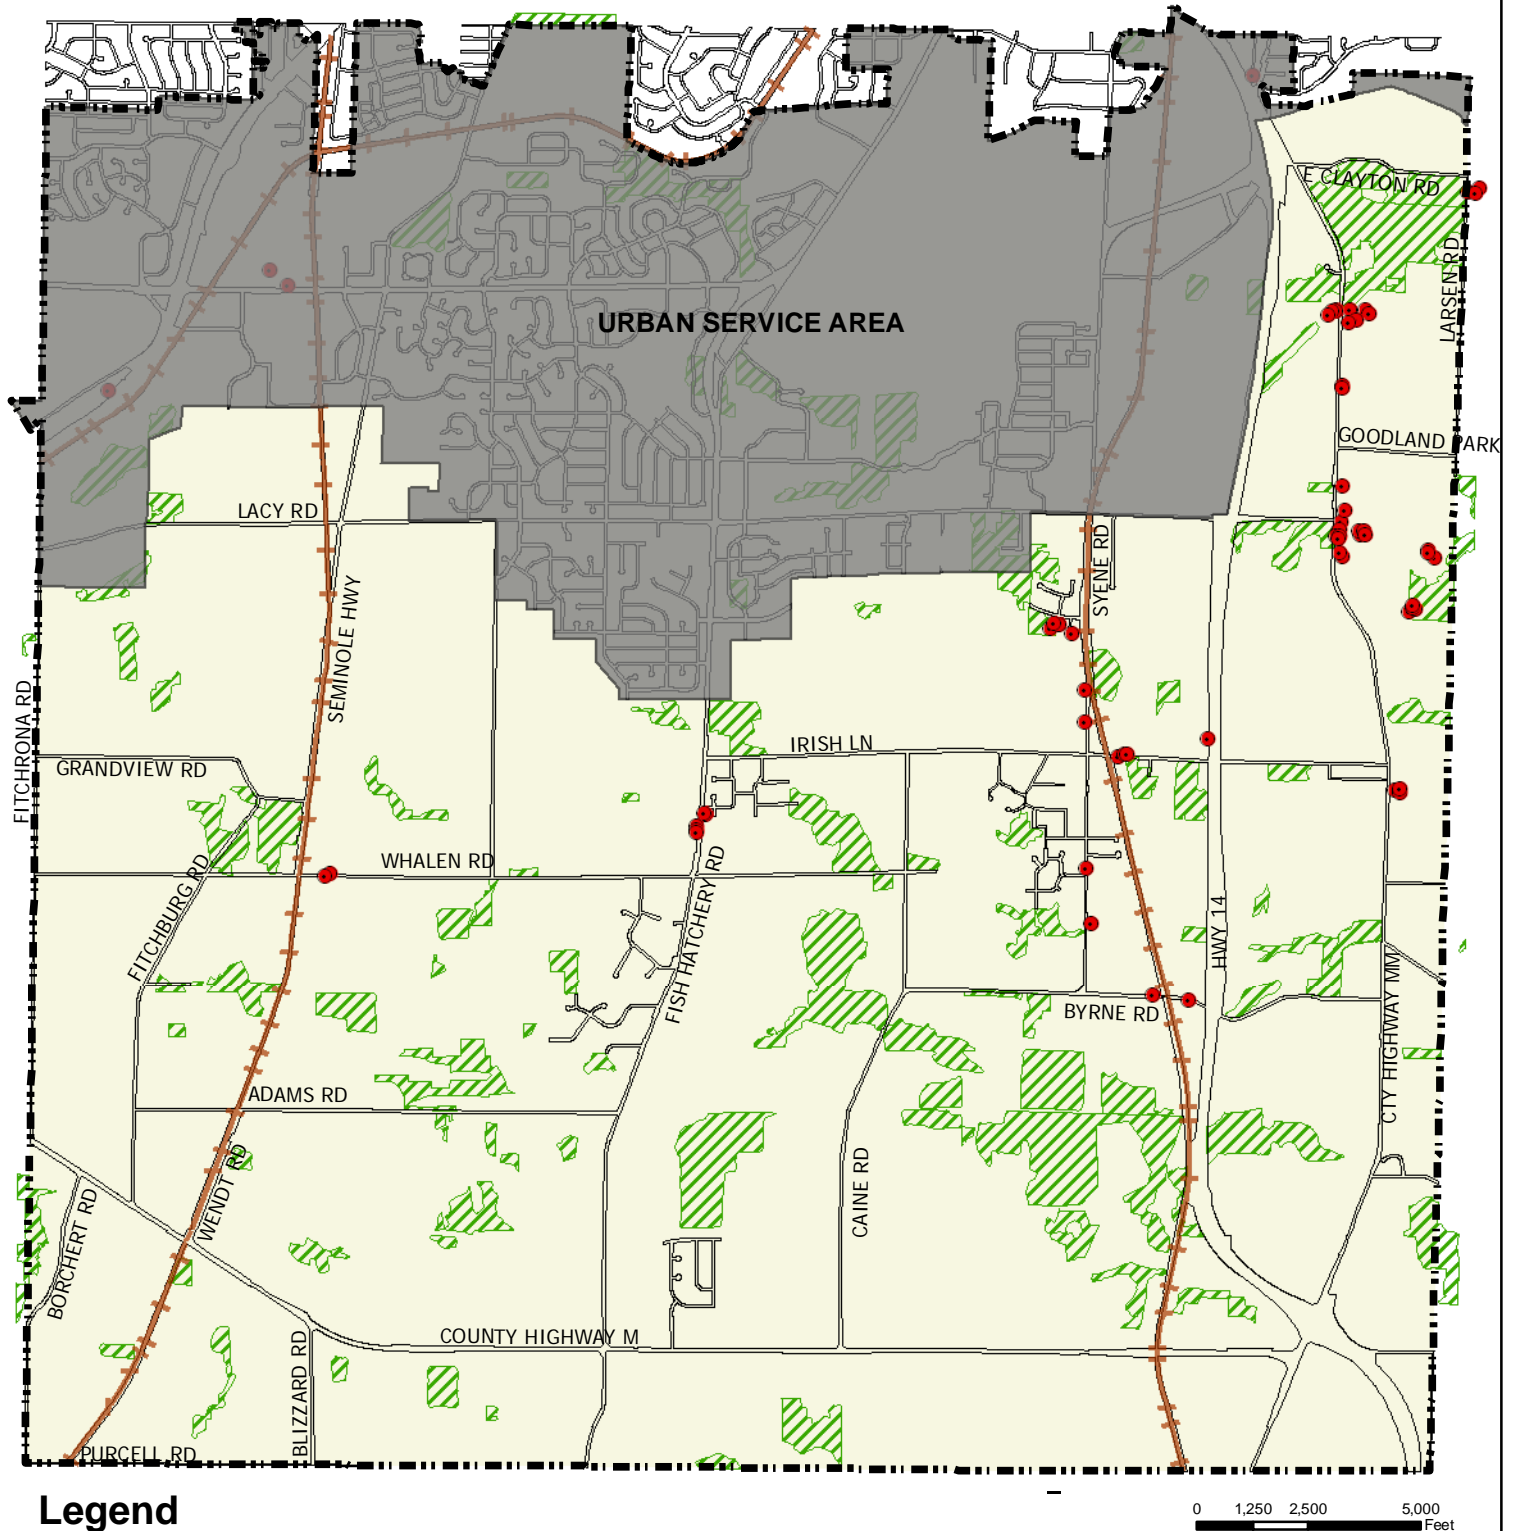 E CLAYTON RD
LARSEN RD
URBAN SERVICE AREA
GOODLAND PARK
LACY RD
SYENE RD
SEMINOLE HWY
FITCHRONA RD
IRISH LN
GRANDVIEW RD
WHALEN RD
FITCHBURG RD
FISH HATCHERY RD
HWY 14
BYRNE RD
CTY HIGHWAY MM
ADAMS RD
WENDT RD
CAINE RD
BORCHERT RD
COUNTY HIGHWAY M
BLIZZARD RD
PURCELL RD
Legend
0 1,250 2,500 5,000
Feet